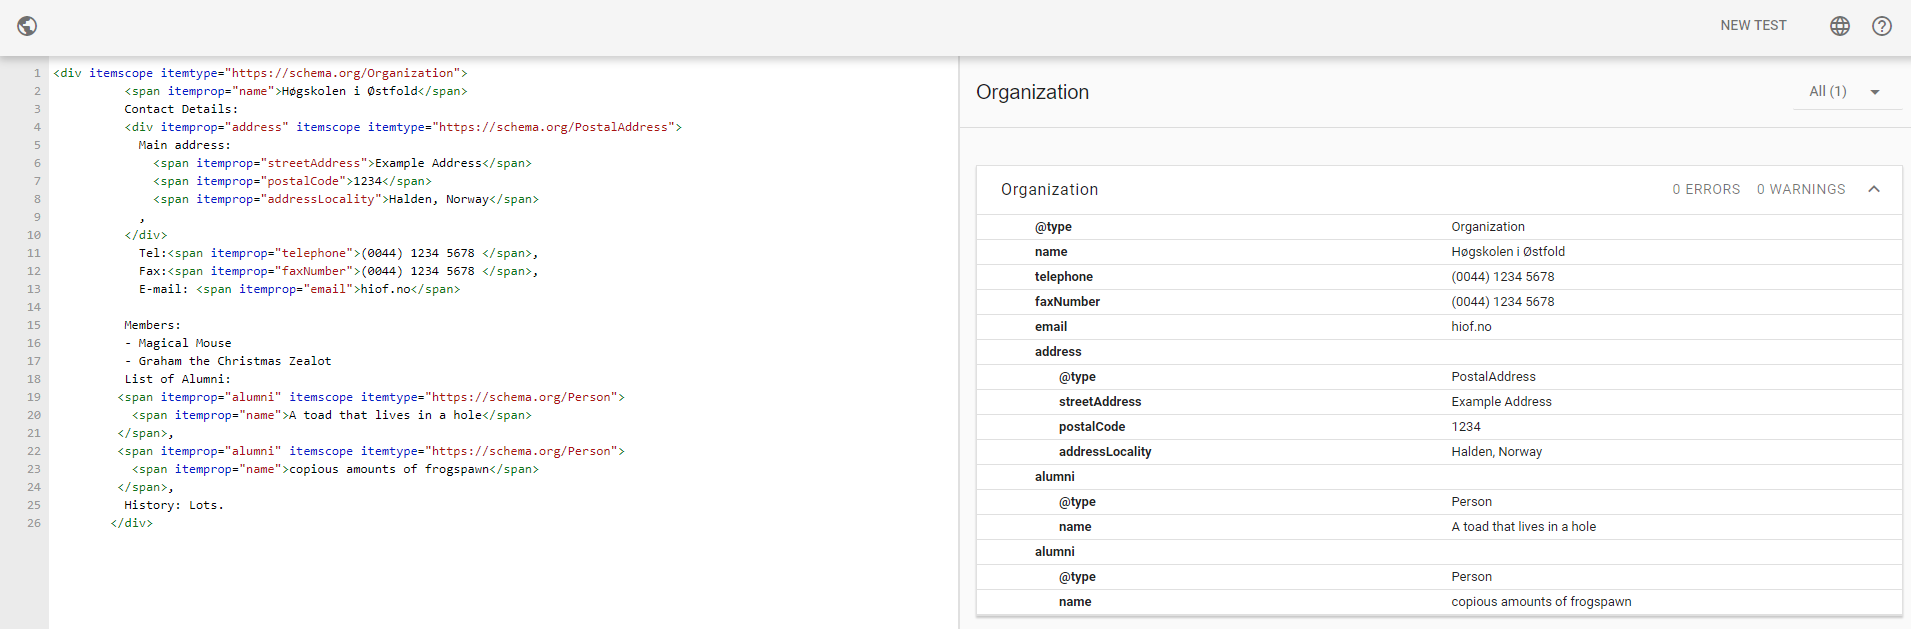 NEW TEST
1 <div itemscope itemtype="https://schema.org/Organization">
2 <span itemprop="name">Høgskolen i Østfold</span>
3 Contact Details:
4 <div itemprop="address" itemscope itemtype="https://schema.org/PostalAddress">
5 Main address:
6 <span itemprop="streetAddress">Example Address</span>
7 <span itemprop="postalCode">1234</span>
8 <span itemprop="addressLocality">Halden, Norway</span>
9 ,
10 </div>
11 Tel:<span itemprop="telephone">(0044) 1234 5678 </span>,
12 Fax:<span itemprop="faxNumber">(0044) 1234 5678 </span>,
13 E-mail: <span itemprop="email">hiof.no</span>
14
15 Members:
16 - Magical Mouse
17 - Graham the Christmas Zealot
18 List of Alumni:
19 <span itemprop="alumni" itemscope itemtype="https://schema.org/Person">
20 <span itemprop="name">A toad that lives in a hole</span>
21 </span>,
22 <span itemprop="alumni" itemscope itemtype="https://schema.org/Person">
23 <span itemprop="name">copious amounts of frogspawn</span>
24 </span>,
25 History: Lots.
26 </div>
Organization All (1)
Organization 0 ERRORS 0 WARNINGS
@type Organization
name Høgskolen i Østfold
telephone (0044) 1234 5678
faxNumber (0044) 1234 5678
email hiof.no
address
@type PostalAddress
streetAddress Example Address
postalCode 1234
addressLocality Halden, Norway
alumni
@type Person
name A toad that lives in a hole
alumni
@type Person
name copious amounts of frogspawn